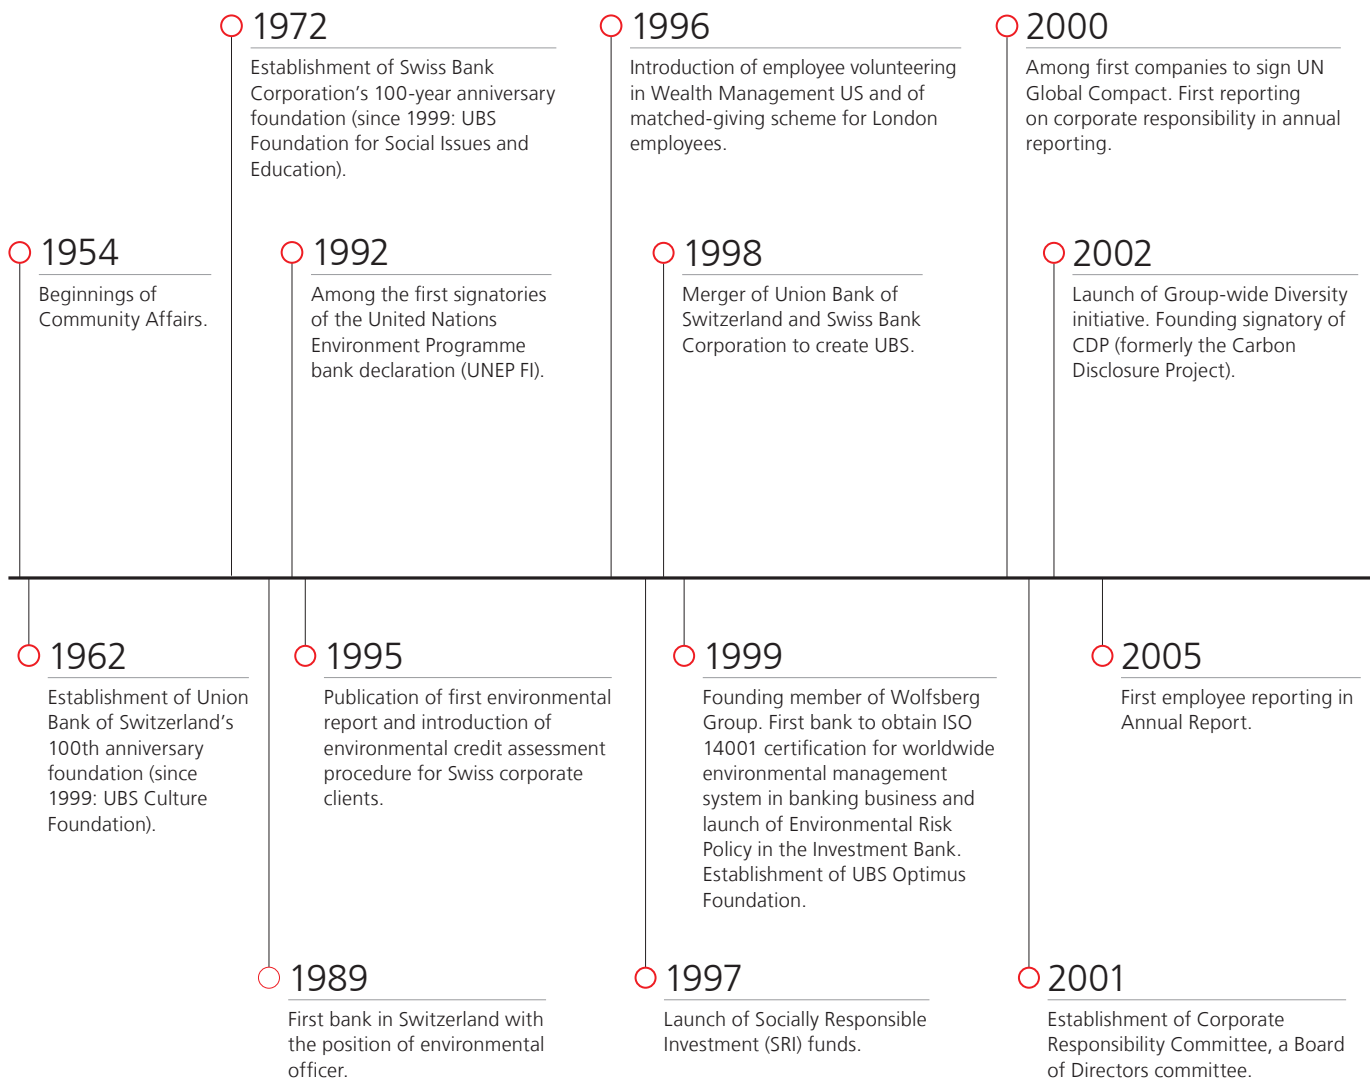 1972
Establishment of Swiss Bank
Corporation's 100-year anniversary
foundation (since 1999: UBS
Foundation for Social Issues and
Education).
1996
Introduction of employee volunteering
in Wealth Management US and of
matched-giving scheme for London
employees.
2000
Among first companies to sign UN
Global Compact. First reporting
on corporate responsibility in annual
reporting.
1954
Beginnings of
Community Affairs.
1992
Among the first signatories
of the United Nations
Environment Programme
bank declaration (UNEP FI).
1998
Merger of Union Bank of
Switzerland and Swiss Bank
Corporation to create UBS.
2002
Launch of Group-wide Diversity
initiative. Founding signatory of
CDP (formerly the Carbon
Disclosure Project).
1962
Establishment of Union
Bank of Switzerland's
100th anniversary
foundation (since
1999: UBS Culture
Foundation).
1995
Publication of first environmental
report and introduction of
environmental credit assessment
procedure for Swiss corporate
clients.
1999
Founding member of Wolfsberg
Group. First bank to obtain ISO
14001 certification for worldwide
environmental management
system in banking business and
launch of Environmental Risk
Policy in the Investment Bank.
Establishment of UBS Optimus
Foundation.
2005
First employee reporting in
Annual Report.
1989
First bank in Switzerland with
the position of environmental
officer.
1997
Launch of Socially Responsible
Investment (SRI) funds.
2001
Establishment of Corporate
Responsibility Committee, a Board
of Directors committee.